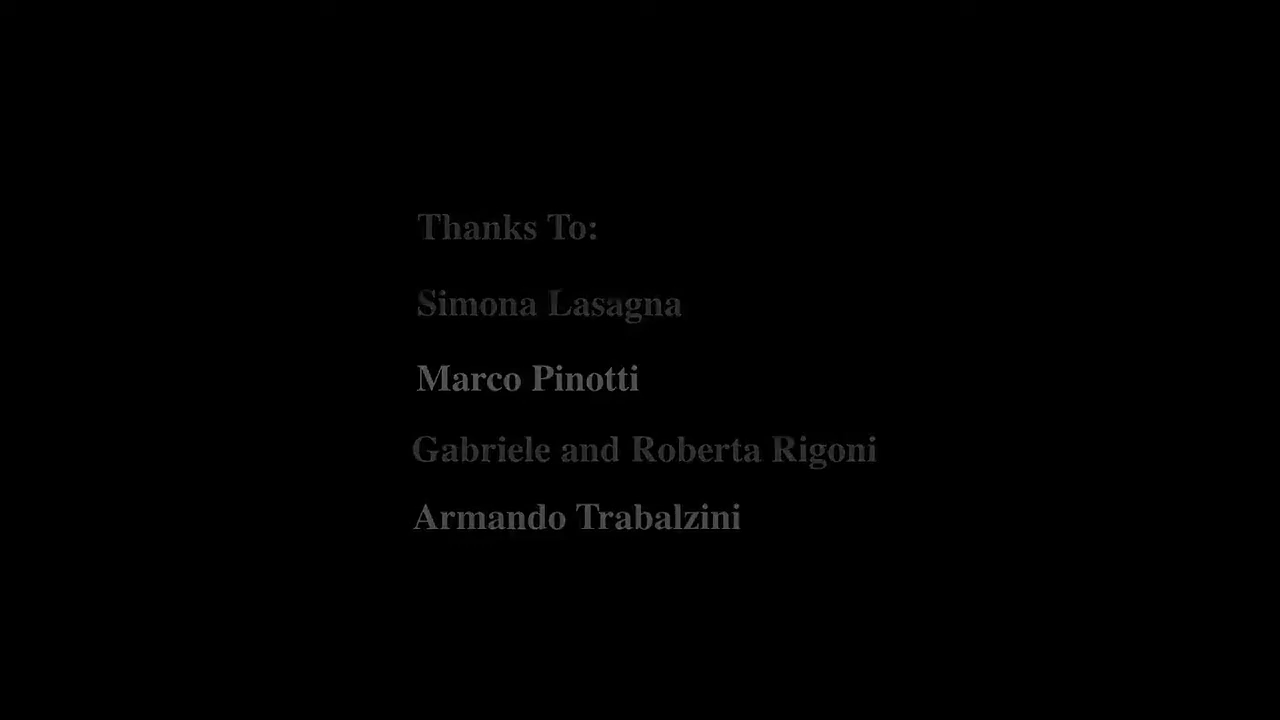 Thanks To:
Simona Lasagna
Marco Pinotti
Gabriele and Roberta Rigoni
Armando Trabalzini